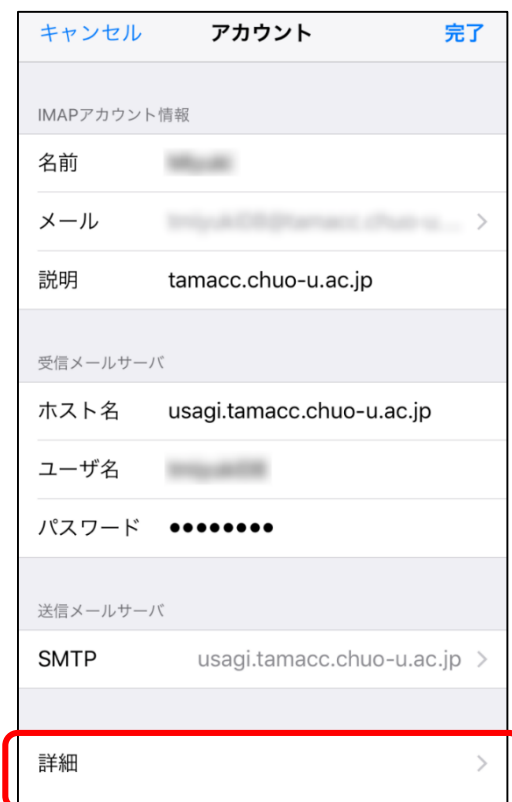 キャンセル アカウント 完了
IMAPアカウント情報
名前
メール
説明 tamacc.chuo-u.ac.jp
受信メールサーバ
ホスト名 usagi.tamacc.chuo-u.ac.jp
ユーザ名
パスワード ●●●●●●●●
送信メールサーバ
SMTP usagi.tamacc.chuo-u.ac.jp
詳細